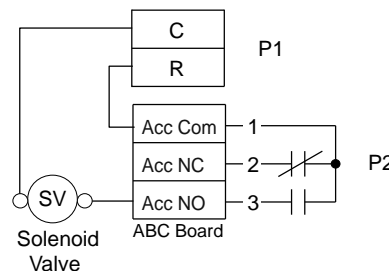 C
P1
R
Acc Com 1
Acc NC 2
P2
Acc NO 3
SV
ABC Board
Solenoid
Valve